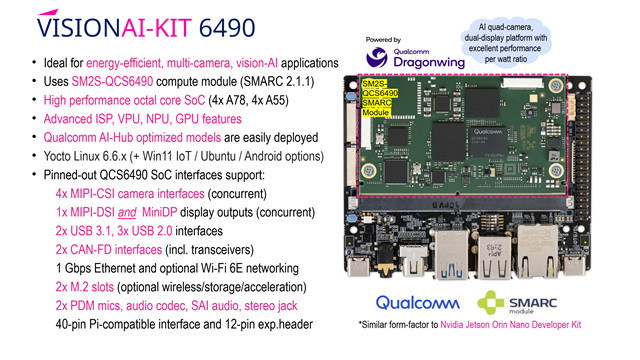 VISIONAI-KIT 6490
• Ideal for energy-efficient, multi-camera, vision-AI applications
• Uses SM2S-QCS6490 compute module (SMARC 2.1.1)
• High performance octal core SoC (4x A78, 4x A55)
• Advanced ISP, VPU, NPU, GPU features
• Qualcomm AI-Hub optimized models are easily deployed
• Yocto Linux 6.6.x (+ Win11 IoT / Ubuntu / Android options)
• Pinned-out QCS6490 SoC interfaces support:
4x MIPI-CSI camera interfaces (concurrent)
1x MIPI-DSI and MiniDP display outputs (concurrent)
2x USB 3.1, 3x USB 2.0 interfaces
2x CAN-FD interfaces (incl. transceivers)
1 Gbps Ethernet and optional Wi-Fi 6E networking
2x M.2 slots (optional wireless/storage/acceleration)
2x PDM mics, audio codec, SAI audio, stereo jack
40-pin Pi-compatible interface and 12-pin exp.header
Powered by
Qualcomm
Dragonwing
AI quad-camera,
dual-display platform with
excellent performance
per watt ratio
SM2S-
QCS6490
SMARC
Module
Qualcomm
Qualcomm
SMARC
module
*Similar form-factor to Nvidia Jetson Orin Nano Developer Kit